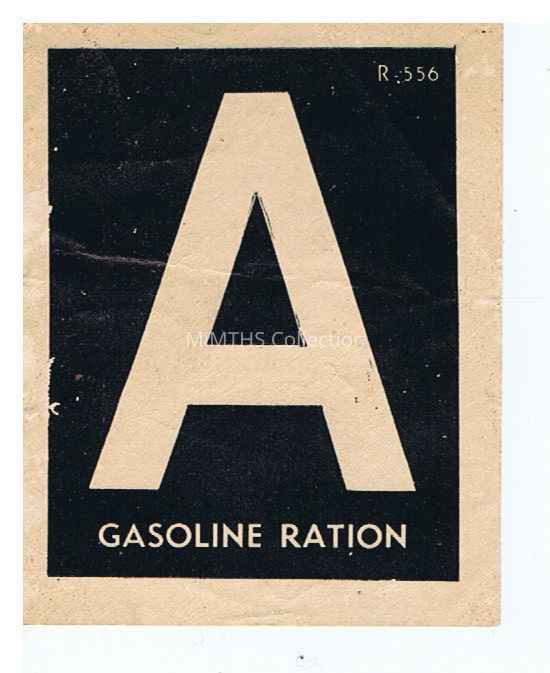 R-556
A
MIMTHS Collection
GASOLINE RATION